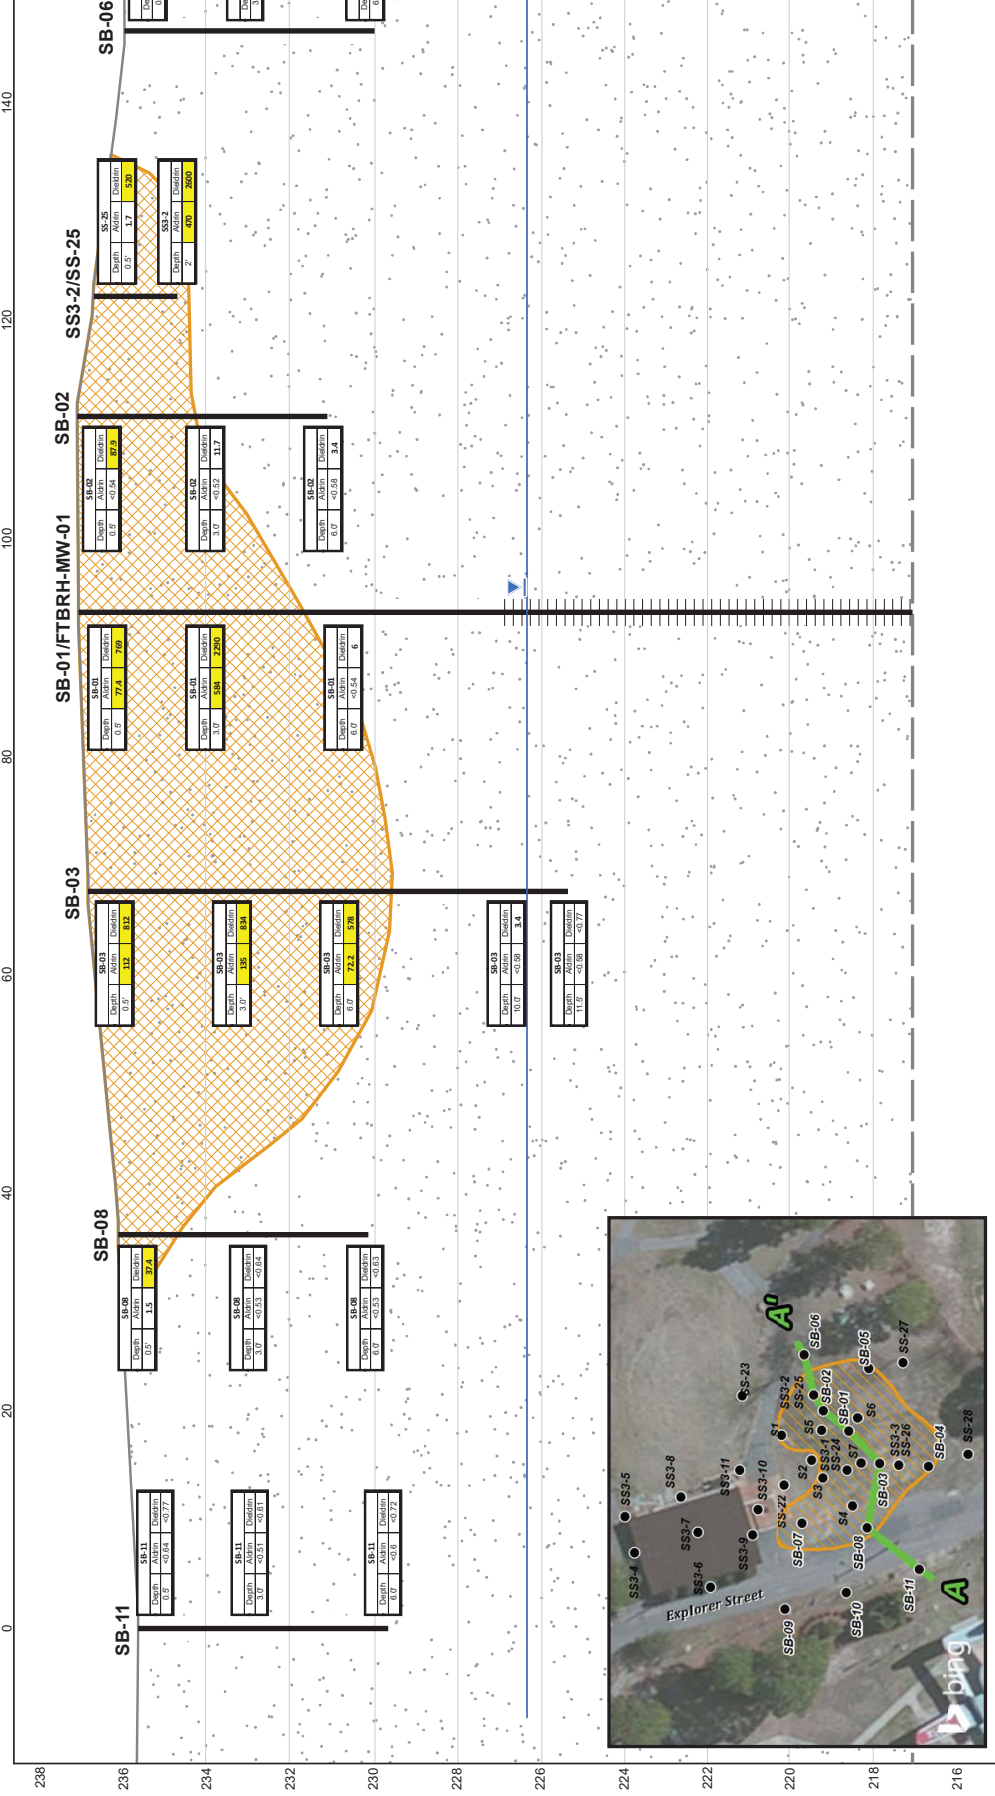 0
20
40
60
80
100
120
140
238
236
234
232
230
228
226
224
222
220
218
216
SB-11
SB-08
SB-03
SB-01/FTBRH-MW-01
SB-02
SS3-2/SS-25
SB-06
SB-11
Depth Aldrin Dieldrin
0.5' <0.64 <0.77
SB-11
Depth Aldrin Dieldrin
3.0' <0.51 <0.61
SB-11
Depth Aldrin Dieldrin
6.0' <0.6 <0.72
SB-08
Depth Aldrin Dieldrin
0.5' 1.5 37.4
SB-08
Depth Aldrin Dieldrin
3.0' <0.53 <0.64
SB-08
Depth Aldrin Dieldrin
6.0' <0.53 <0.63
SB-03
Depth Aldrin Dieldrin
0.5' 112 812
SB-03
Depth Aldrin Dieldrin
3.0' 135 834
SB-03
Depth Aldrin Dieldrin
6.0' 72.2 578
SB-03
Depth Aldrin Dieldrin
10.0' <0.58 3.4
SB-03
Depth Aldrin Dieldrin
11.5' <0.58 <0.77
SB-01
Depth Aldrin Dieldrin
0.5' 77.4 769
SB-01
Depth Aldrin Dieldrin
3.0' 584 2290
SB-01
Depth Aldrin Dieldrin
6.0' <0.54 6
SB-02
Depth Aldrin Dieldrin
0.5' <0.54 87.9
SB-02
Depth Aldrin Dieldrin
3.0' <0.52 11.7
SB-02
Depth Aldrin Dieldrin
6.0' <0.58 3.4
SS-25
Depth Aldrin Dieldrin
0.5' 1.7 520
SS3-2
Depth Aldrin Dieldrin
2' 470 2600
SS3-5
SS3-4
SS3-8
SS3-7
SS3-6
SS3-11
SS3-10
SS3-9
SS-23
Explorer Street
SS-22
SB-07
SB-09
SB-10
SB-08
SB-11
S1
S2
S3
S4
S5
S6
S7
SS3-1
SS-24
SS3-2
SS-25
SB-02
SB-01
SB-06
SB-05
SS-27
SS3-3
SS-26
SB-03
SB-04
SS-28
A
A'
bing